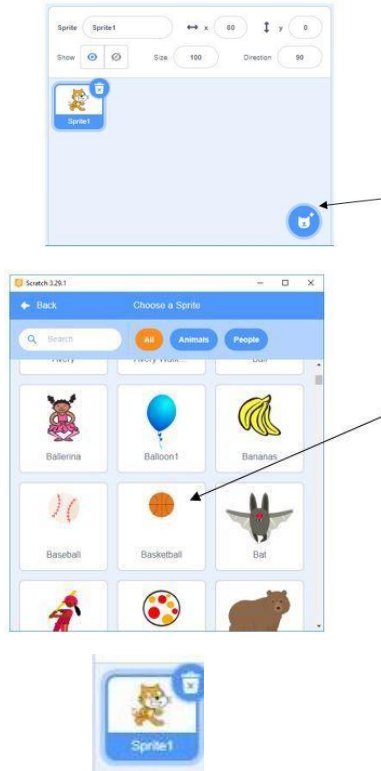 Sprite Sprite1 x 60 y 0
Show Size 100 Direction 90
Sprite1
Scratch 3.29.1
Back Choose a Sprite
Search All Animals People
Ballerina Balloon1 Bananas
Baseball Basketball Bat
Sprite1